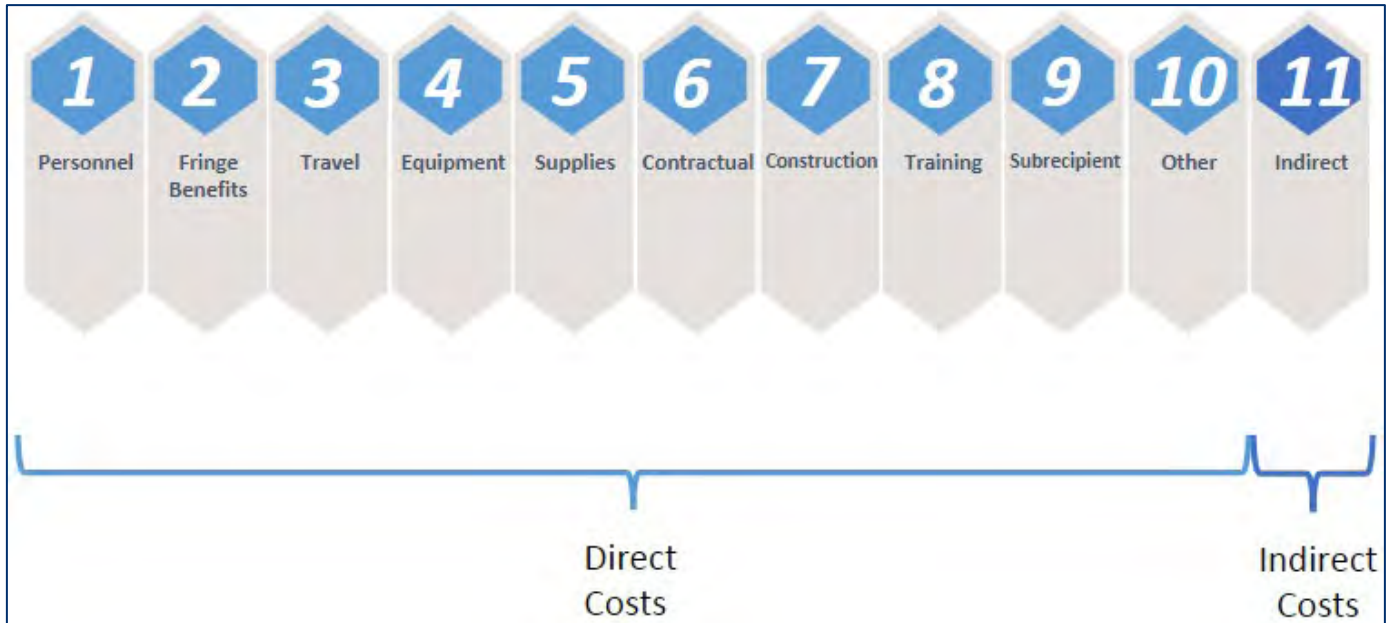 1 2 3 4 5 6 7 8 9 10 11
Personnel Fringe Travel Equipment Supplies Contractual Construction Training Subrecipient Other Indirect
Benefits
Direct Indirect
Costs Costs